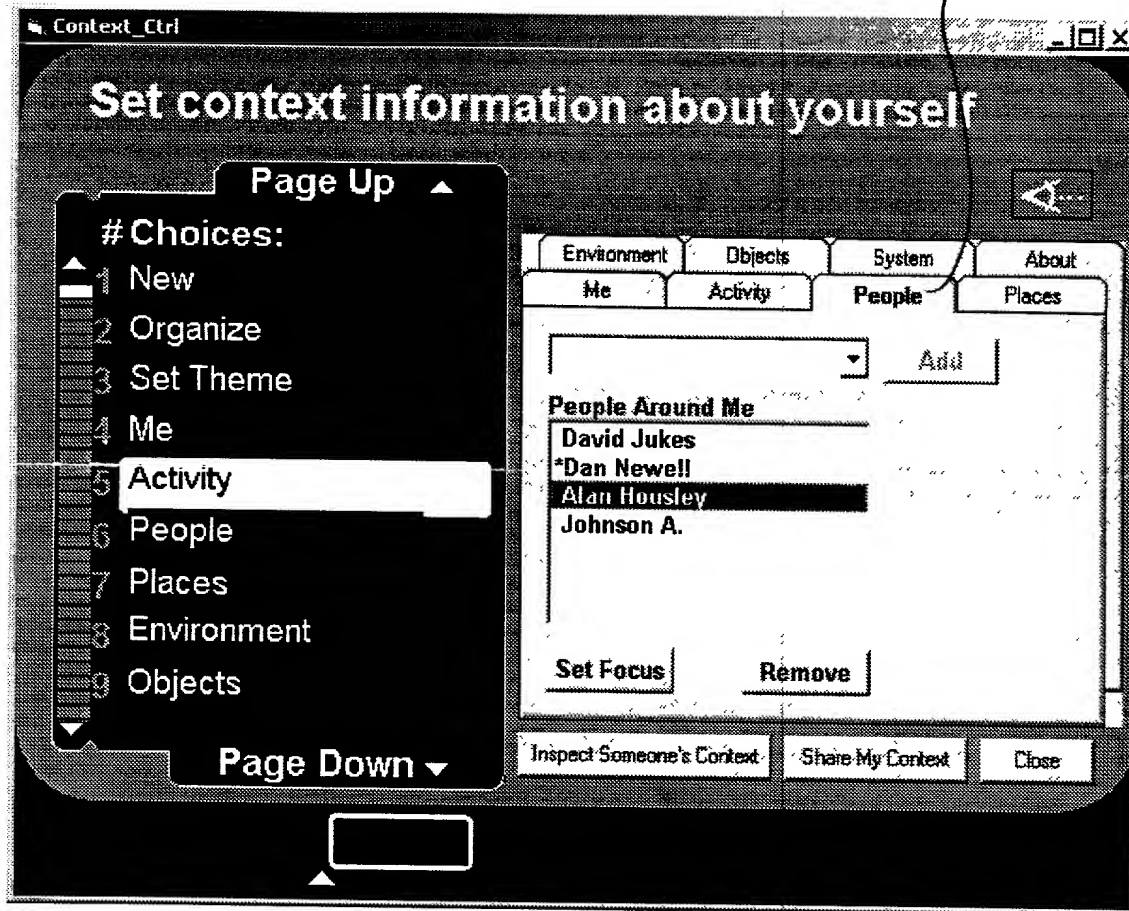 Context_Ctrl
Set context information about yourself
Page Up
# Choices:
1 New
2 Organize
3 Set Theme
4 Me
5 Activity
6 People
7 Places
8 Environment
9 Objects
Page Down
Environment Objects System About
Me Activity People Places
Add
People Around Me
David Jukes
*Dan Newell
Alan Housley
Johnson A.
Set Focus Remove
Inspect Someone's Context Share My Context Close